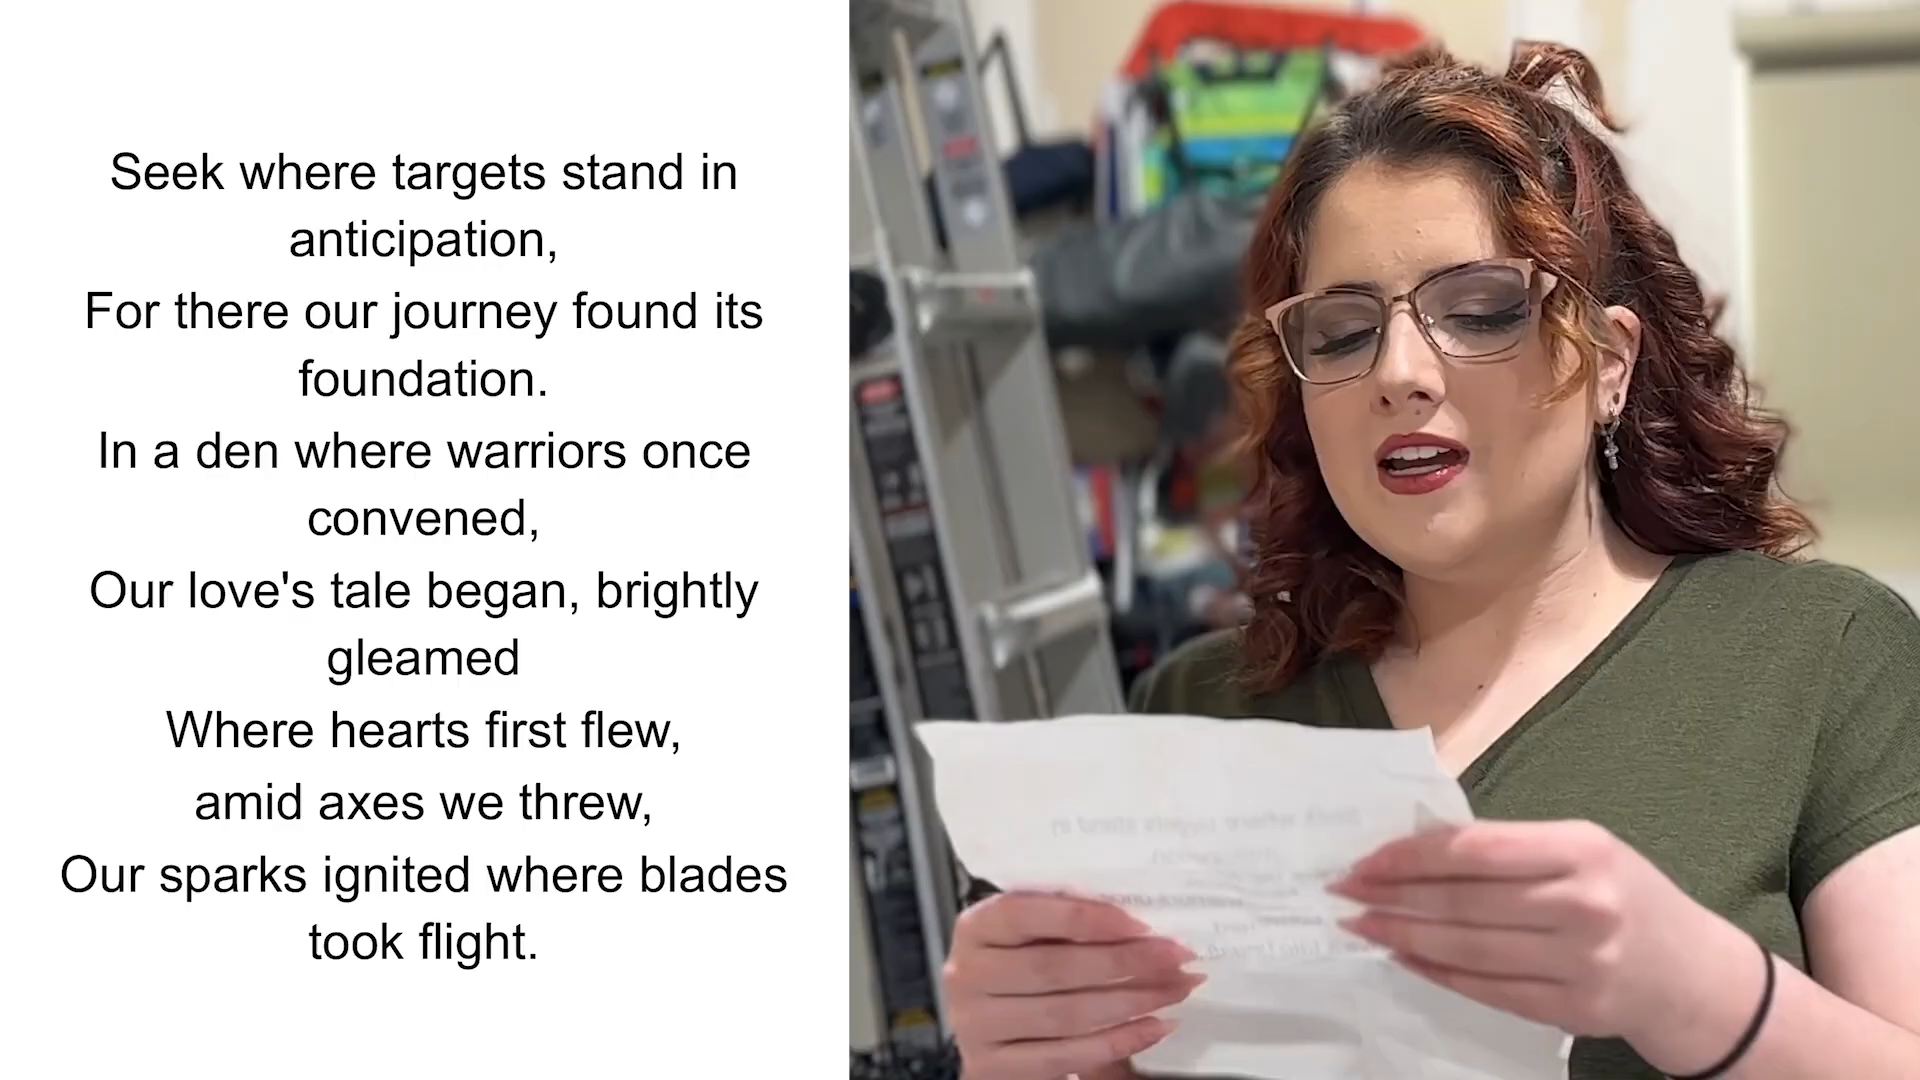 Seek where targets stand in
anticipation,
For there our journey found its
foundation.
In a den where warriors once
convened,
Our love's tale began, brightly
gleamed
Where hearts first flew,
amid axes we threw,
Our sparks ignited where blades
took flight.